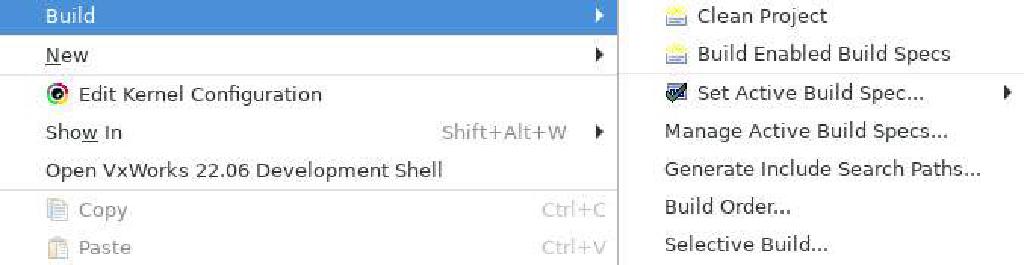 Build
New
Edit Kernel Configuration
Show In Shift+Alt+W
Open VxWorks 22.06 Development Shell
Copy Ctrl+C
Paste Ctrl+V
Clean Project
Build Enabled Build Specs
Set Active Build Spec...
Manage Active Build Specs...
Generate Include Search Paths...
Build Order...
Selective Build...